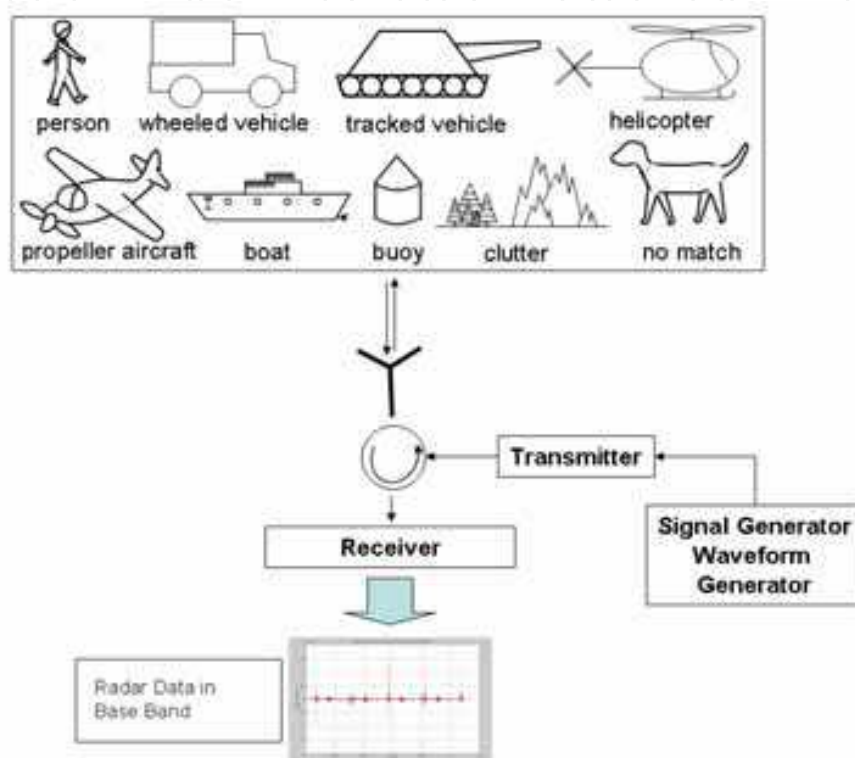 person wheeled vehicle tracked vehicle helicopter
propeller aircraft boat buoy clutter no match
Transmitter
Signal Generator
Waveform
Generator
Receiver
Radar Data in
Base Band